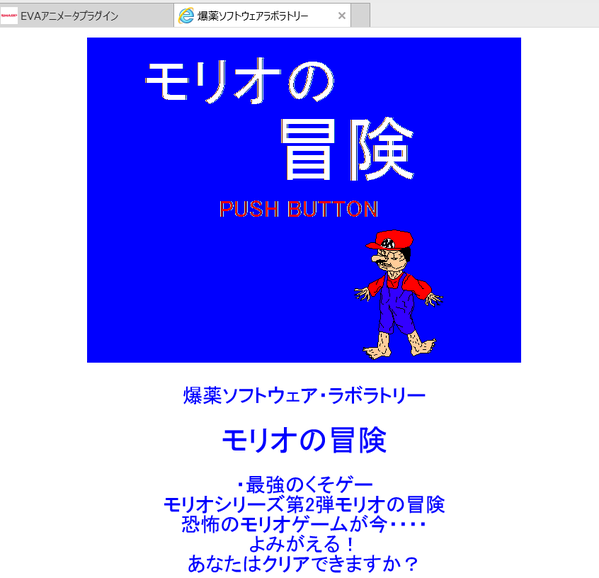 SHARP EVAアニメータプラグイン
爆薬ソフトウェアラボラトリー
モリオの
冒険
PUSH BUTTON
爆薬ソフトウェア・ラボラトリー
モリオの冒険
・最強のくそゲー
モリオシリーズ第2弾モリオの冒険
恐怖のモリオゲームが今・・・・
よみがえる！
あなたはクリアできますか？